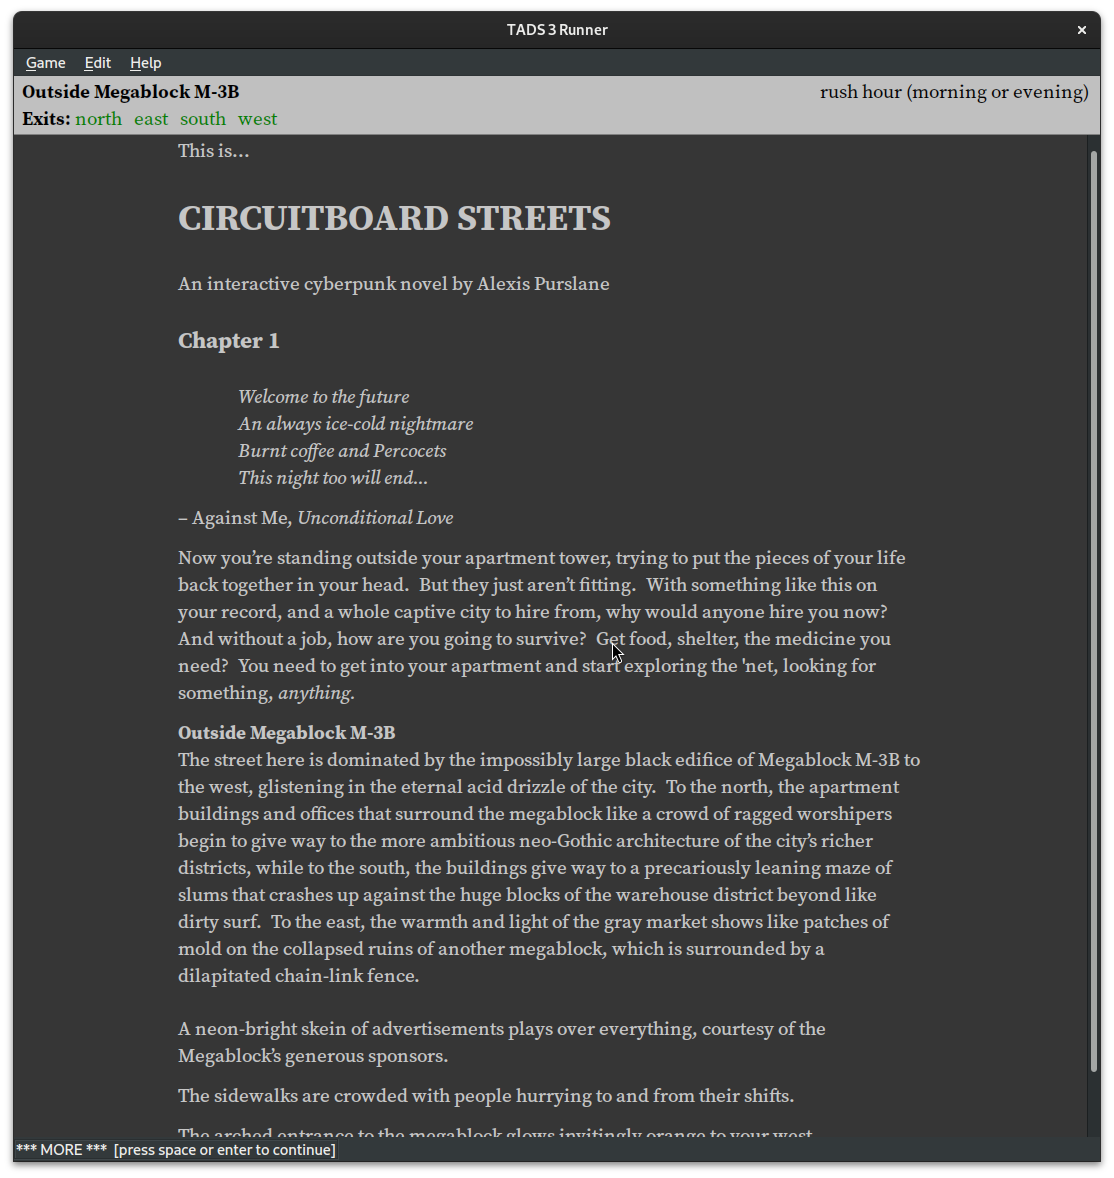 TADS 3 Runner
×
Game Edit Help
Outside Megablock M-3B rush hour (morning or evening)
Exits: north east south west
This is…
CIRCUITBOARD STREETS
An interactive cyberpunk novel by Alexis Purslane
Chapter 1
Welcome to the future
An always ice-cold nightmare
Burnt coffee and Percocets
This night too will end...
– Against Me, Unconditional Love
Now you’re standing outside your apartment tower, trying to put the pieces of your life
back together in your head. But they just aren’t fitting. With something like this on
your record, and a whole captive city to hire from, why would anyone hire you now?
And without a job, how are you going to survive? Get food, shelter, the medicine you
need? You need to get into your apartment and start exploring the 'net, looking for
something, anything.
Outside Megablock M-3B
The street here is dominated by the impossibly large black edifice of Megablock M-3B to
the west, glistening in the eternal acid drizzle of the city. To the north, the apartment
buildings and offices that surround the megablock like a crowd of ragged worshipers
begin to give way to the more ambitious neo-Gothic architecture of the city’s richer
districts, while to the south, the buildings give way to a precariously leaning maze of
slums that crashes up against the huge blocks of the warehouse district beyond like
dirty surf. To the east, the warmth and light of the gray market shows like patches of
mold on the collapsed ruins of another megablock, which is surrounded by a
dilapitated chain-link fence.
A neon-bright skein of advertisements plays over everything, courtesy of the
Megablock’s generous sponsors.
The sidewalks are crowded with people hurrying to and from their shifts.
The arched entrance to the megablock glows invitingly orange to your west
*** MORE *** [press space or enter to continue]